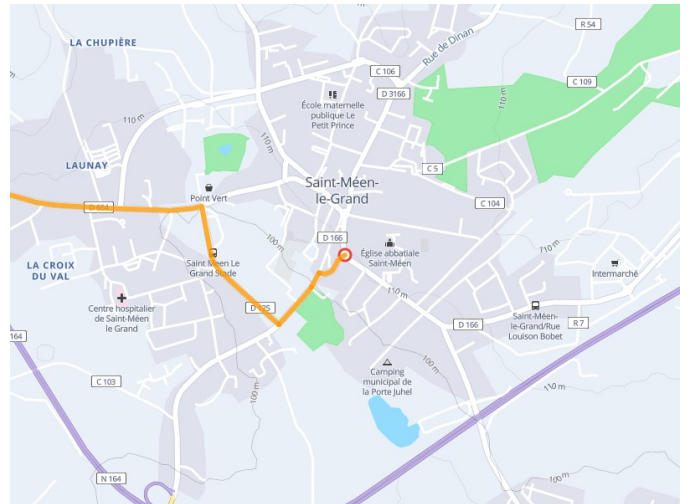 R 54
LA CHUPIÈRE
Rue de Dinan
C 106
C 109
École maternelle
publique Le
Petit Prince
D 3166
110 m
110 m
110 m
110 m
LAUNAY
C 5
Point Vert
Saint-Méen-
le-Grand
C 104
D 664
D 166
100 m
Église abbatiale
Saint-Méen
110 m
Saint Méen Le
Grand Stade
LA CROIX
DU VAL
Intermarché
110 m
Centre hospitalier
de Saint-Méen
le Grand
D 125
Saint-Méen-
le-Grand/Rue
Louison Bobet
D 166
R 7
164
100 m
Camping
municipal de
la Porte Juhel
C 103
100 m
110 m
N 164